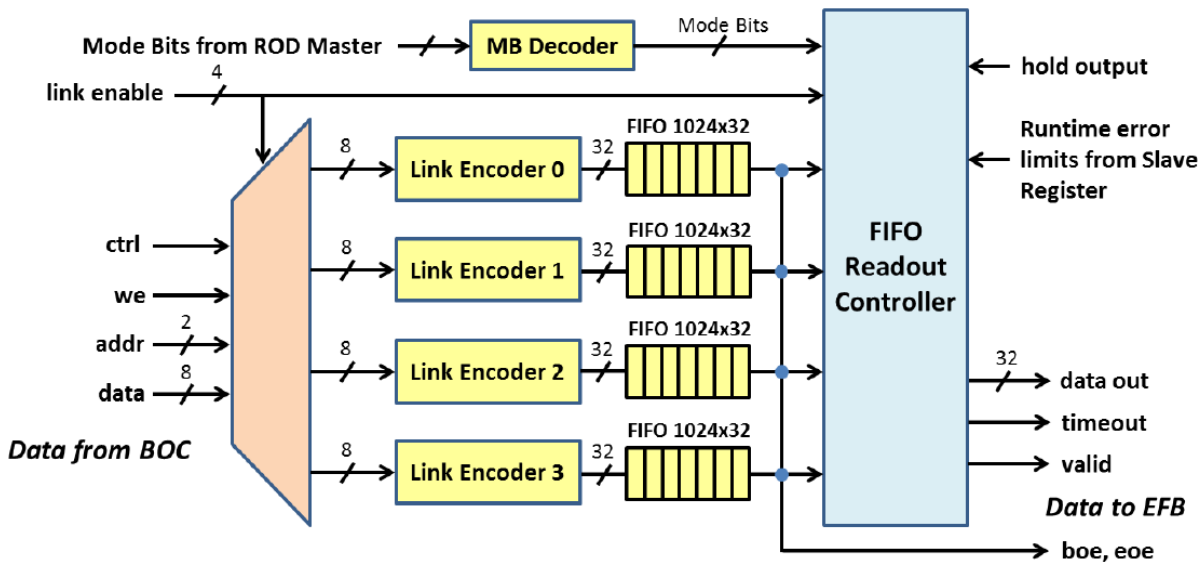 Mode Bits from ROD Master
MB Decoder
Mode Bits
link enable
4
hold output
Runtime error
limits from Slave
Register
8
Link Encoder 0
32
FIFO 1024x32
ctrl
we
addr
2
data
8
Data from BOC
8
Link Encoder 1
32
FIFO 1024x32
FIFO
Readout
Controller
8
Link Encoder 2
32
FIFO 1024x32
8
Link Encoder 3
32
FIFO 1024x32
32
data out
timeout
valid
Data to EFB
boe, eoe